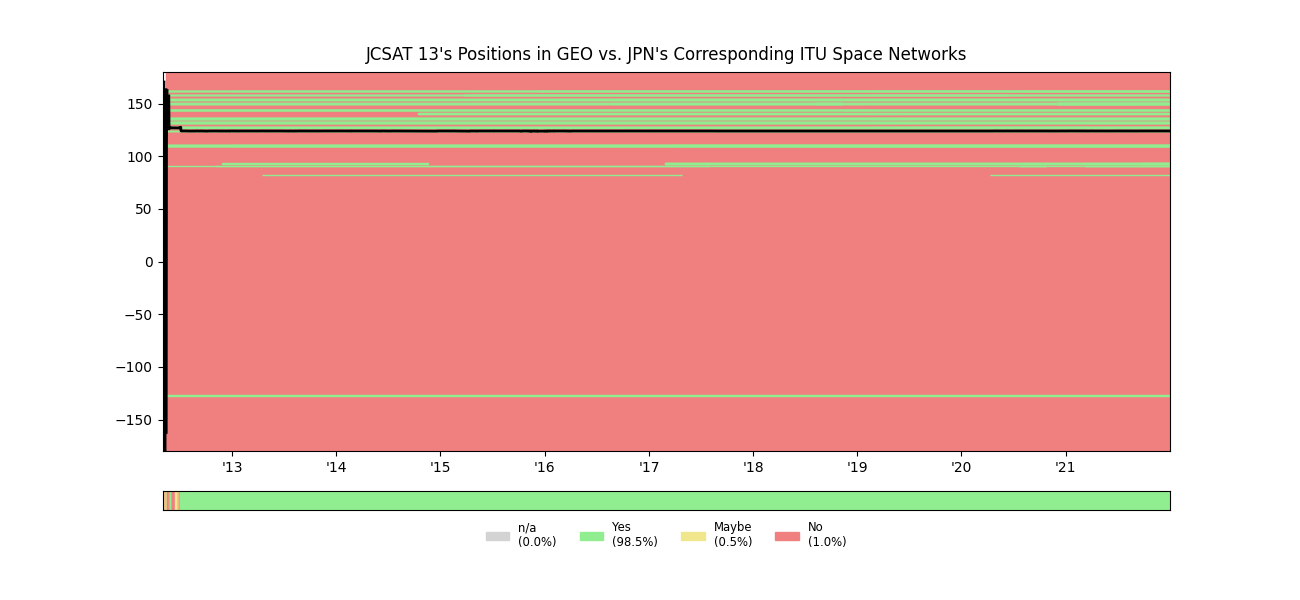 JCSAT 13's Positions in GEO vs. JPN's Corresponding ITU Space Networks
150
100
50
0
−50
−100
−150
'13 '14 '15 '16 '17 '18 '19 '20 '21
n/a Yes Maybe No
(0.0%) (98.5%) (0.5%) (1.0%)